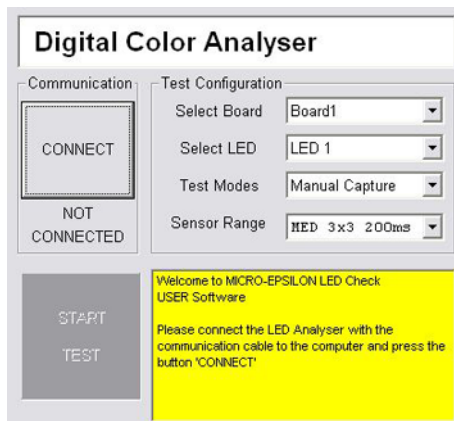 Digital Color Analyser
Communication
CONNECT
NOT
CONNECTED
Test Configuration
Select Board Board1
Select LED LED 1
Test Modes Manual Capture
Sensor Range MED 3x3 200ms
START
TEST
Welcome to MICRO-EPSILON LED Check
USER Software
Please connect the LED Analyser with the
communication cable to the computer and press the
button 'CONNECT'